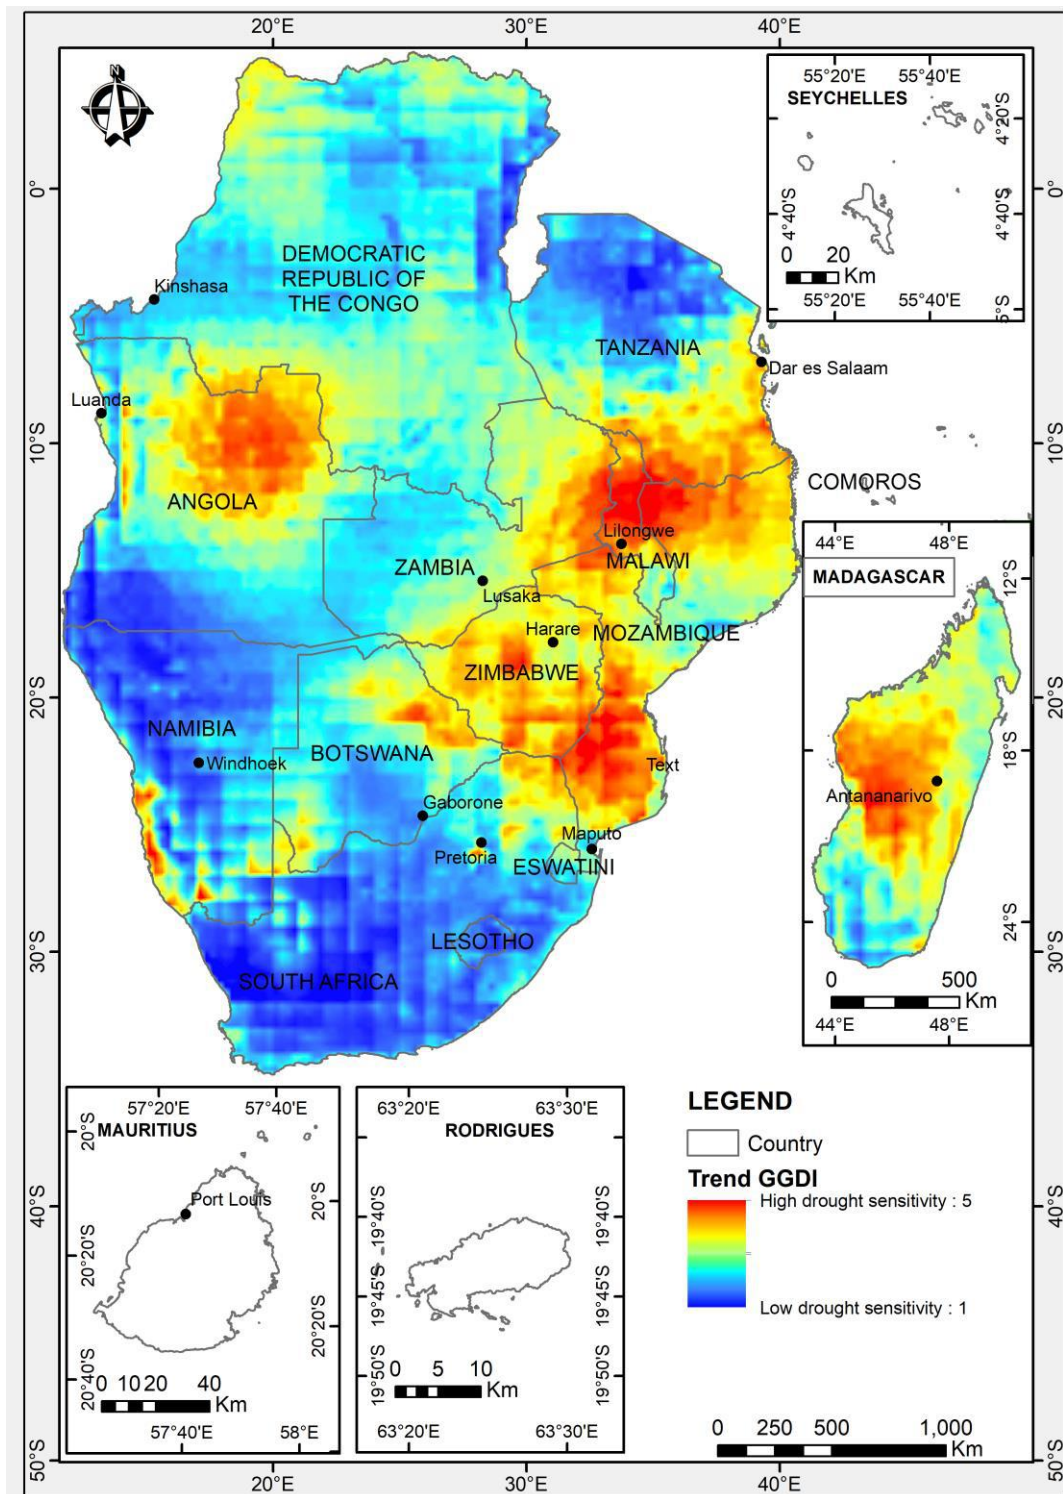 20°E 30°E 40°E
N
55°20'E 55°40'E
SEYCHELLES
4°20'S
4°40'S
4°40'S
5°S
0 20
Km
55°20'E 55°40'E
0°
0°
DEMOCRATIC
REPUBLIC OF
THE CONGO
Kinshasa
TANZANIA
Dar es Salaam
Luanda
10°S
10°S
ANGOLA
COMOROS
Lilongwe
MALAWI
ZAMBIA
Lusaka
Harare
MOZAMBIQUE
ZIMBABWE
44°E 48°E
MADAGASCAR
12°S
18°S
24°S
Antananarivo
0 500
Km
44°E 48°E
20°S
20°S
NAMIBIA
Windhoek
BOTSWANA
Text
Gaborone
Maputo
Pretoria
ESWATINI
LESOTHO
SOUTH AFRICA
30°S
30°S
57°20'E 57°40'E
MAURITIUS
20°S
Port Louis
20°S
20°20'S
20°20'S
20°40'S
0 10 20 40
Km
57°40'E 58°E
63°20'E 63°30'E
RODRIGUES
19°40'S
19°40'S
19°45'S
19°45'S
19°50'S
19°50'S
0 5 10
Km
63°20'E 63°30'E
LEGEND
Country
Trend GGDI
High drought sensitivity : 5
Low drought sensitivity : 1
40°S
40°S
0 250 500 1,000
Km
50°S
50°S
20°E 30°E 40°E